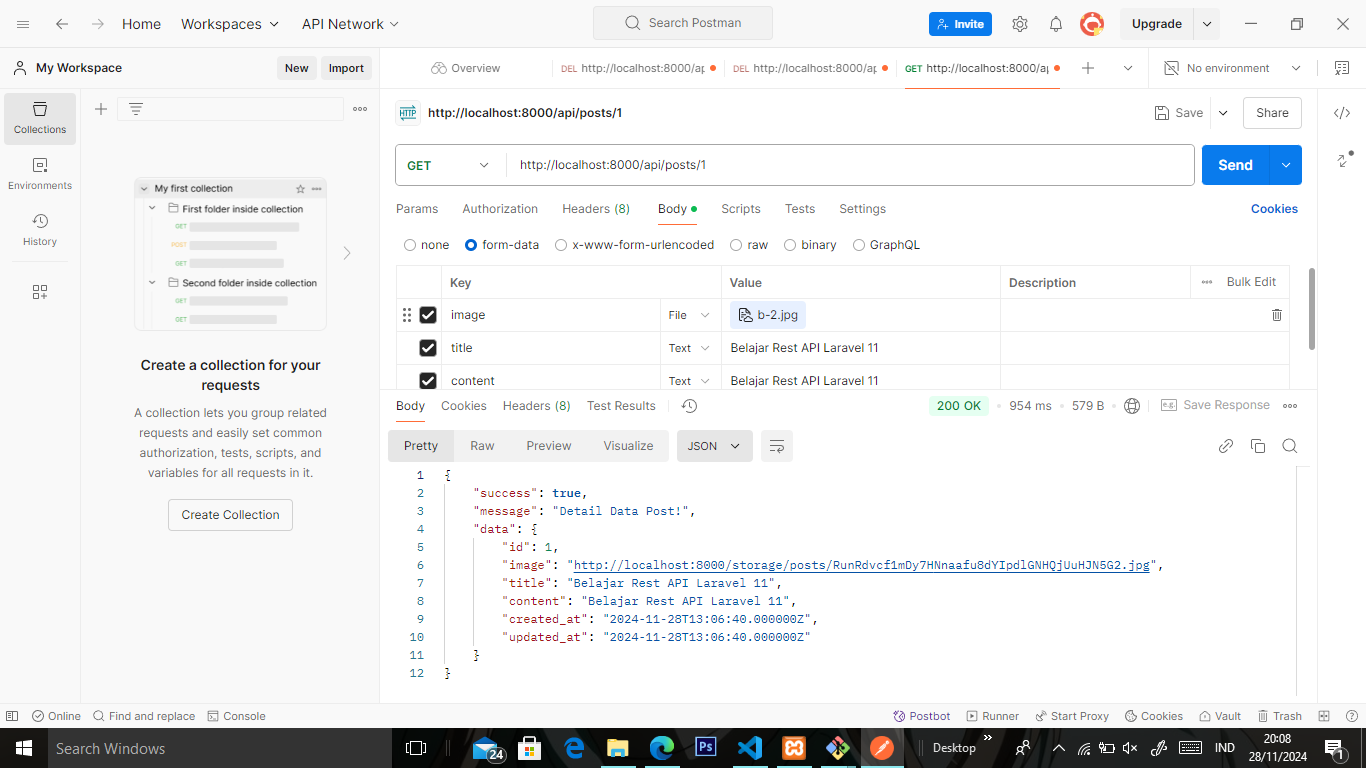 Home Workspaces API Network Search Postman Invite Upgrade
My Workspace New Import Overview DEL http://localhost:8000/ap DEL http://localhost:8000/ap GET http://localhost:8000/ap No environment
Collections
Environments
History
My first collection
First folder inside collection
GET
POST
GET
Second folder inside collection
GET
GET
Create a collection for your
requests
A collection lets you group related
requests and easily set common
authorization, tests, scripts, and
variables for all requests in it.
Create Collection
HTTP http://localhost:8000/api/posts/1 Save Share
GET http://localhost:8000/api/posts/1 Send
Params Authorization Headers (8) Body Scripts Tests Settings Cookies
none form-data x-www-form-urlencoded raw binary GraphQL
Key Value Description Bulk Edit
image File b-2.jpg
title Text Belajar Rest API Laravel 11
content Text Belajar Rest API Laravel 11
Body Cookies Headers (8) Test Results 200 OK 954 ms 579 B e.g. Save Response
Pretty Raw Preview Visualize JSON
1 {
2 "success": true,
3 "message": "Detail Data Post!",
4 "data": {
5 "id": 1,
6 "image": "http://localhost:8000/storage/posts/RunRdvcf1mDy7HNnaafu8dYIpdlGNHQjUuHJN5G2.jpg",
7 "title": "Belajar Rest API Laravel 11",
8 "content": "Belajar Rest API Laravel 11",
9 "created_at": "2024-11-28T13:06:40.000000Z",
10 "updated_at": "2024-11-28T13:06:40.000000Z"
11 }
12 }
Online Find and replace Console Postbot Runner Start Proxy Cookies Vault Trash
Search Windows 24 Ps Desktop IND 20:08
28/11/2024 1